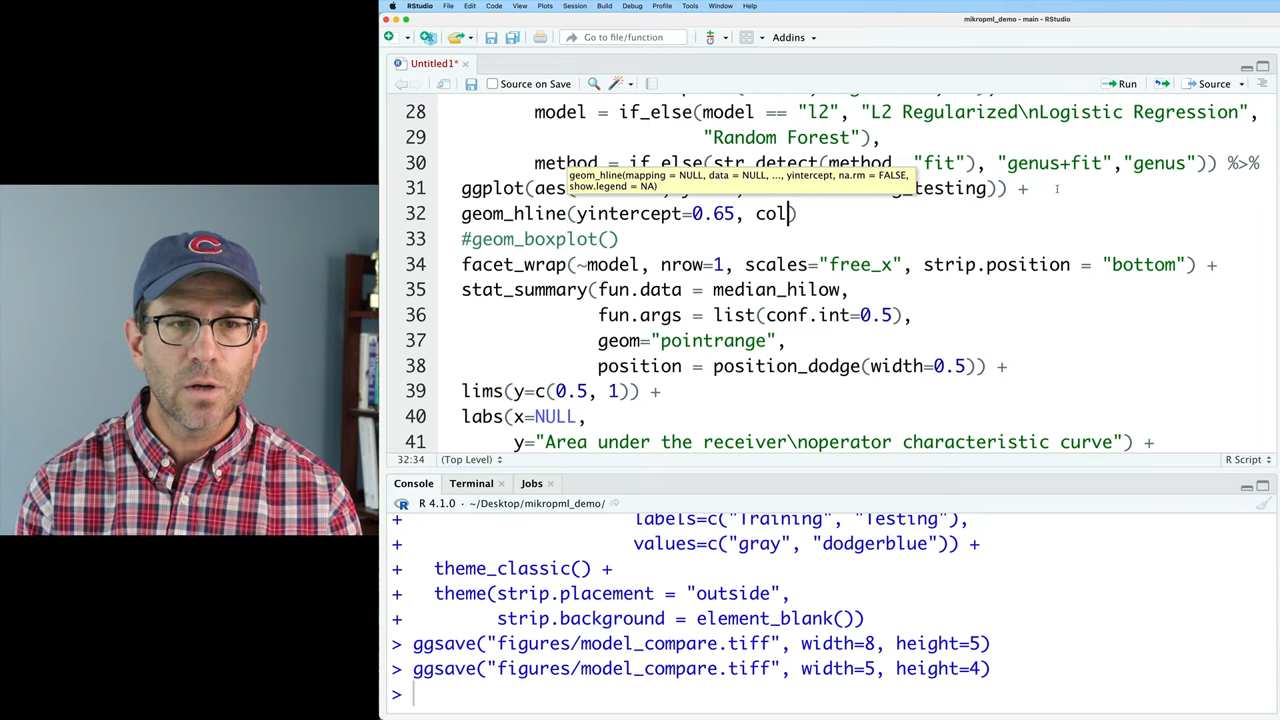 RStudio File Edit Code View Plots Session Build Debug Profile Tools Window Help
mikropml_demo - main - RStudio
Go to file/function Addins
Untitled1*
Source on Save Run Source
28 model = if_else(model == "l2", "L2 Regularized\nLogistic Regression",
29 "Random Forest"),
30 method = if_else(str_detect(method, "fit"), "genus+fit","genus")) %>%
geom_hline(mapping = NULL, data = NULL, ..., yintercept, na.rm = FALSE,
show.legend = NA)
31 ggplot(aes g_testing)) +
32 geom_hline(yintercept=0.65, col)
33 #geom_boxplot()
34 facet_wrap(~model, nrow=1, scales="free_x", strip.position = "bottom") +
35 stat_summary(fun.data = median_hilow,
36 fun.args = list(conf.int=0.5),
37 geom="pointrange",
38 position = position_dodge(width=0.5)) +
39 lims(y=c(0.5, 1)) +
40 labs(x=NULL,
41 y="Area under the receiver\noperator characteristic curve") +
32:34 (Top Level) R Script
Console Terminal Jobs
R 4.1.0 · ~/Desktop/mikropml_demo/
+ labels=c("Training", "Testing"),
+ values=c("gray", "dodgerblue")) +
+ theme_classic() +
+ theme(strip.placement = "outside",
+ strip.background = element_blank())
> ggsave("figures/model_compare.tiff", width=8, height=5)
> ggsave("figures/model_compare.tiff", width=5, height=4)
>